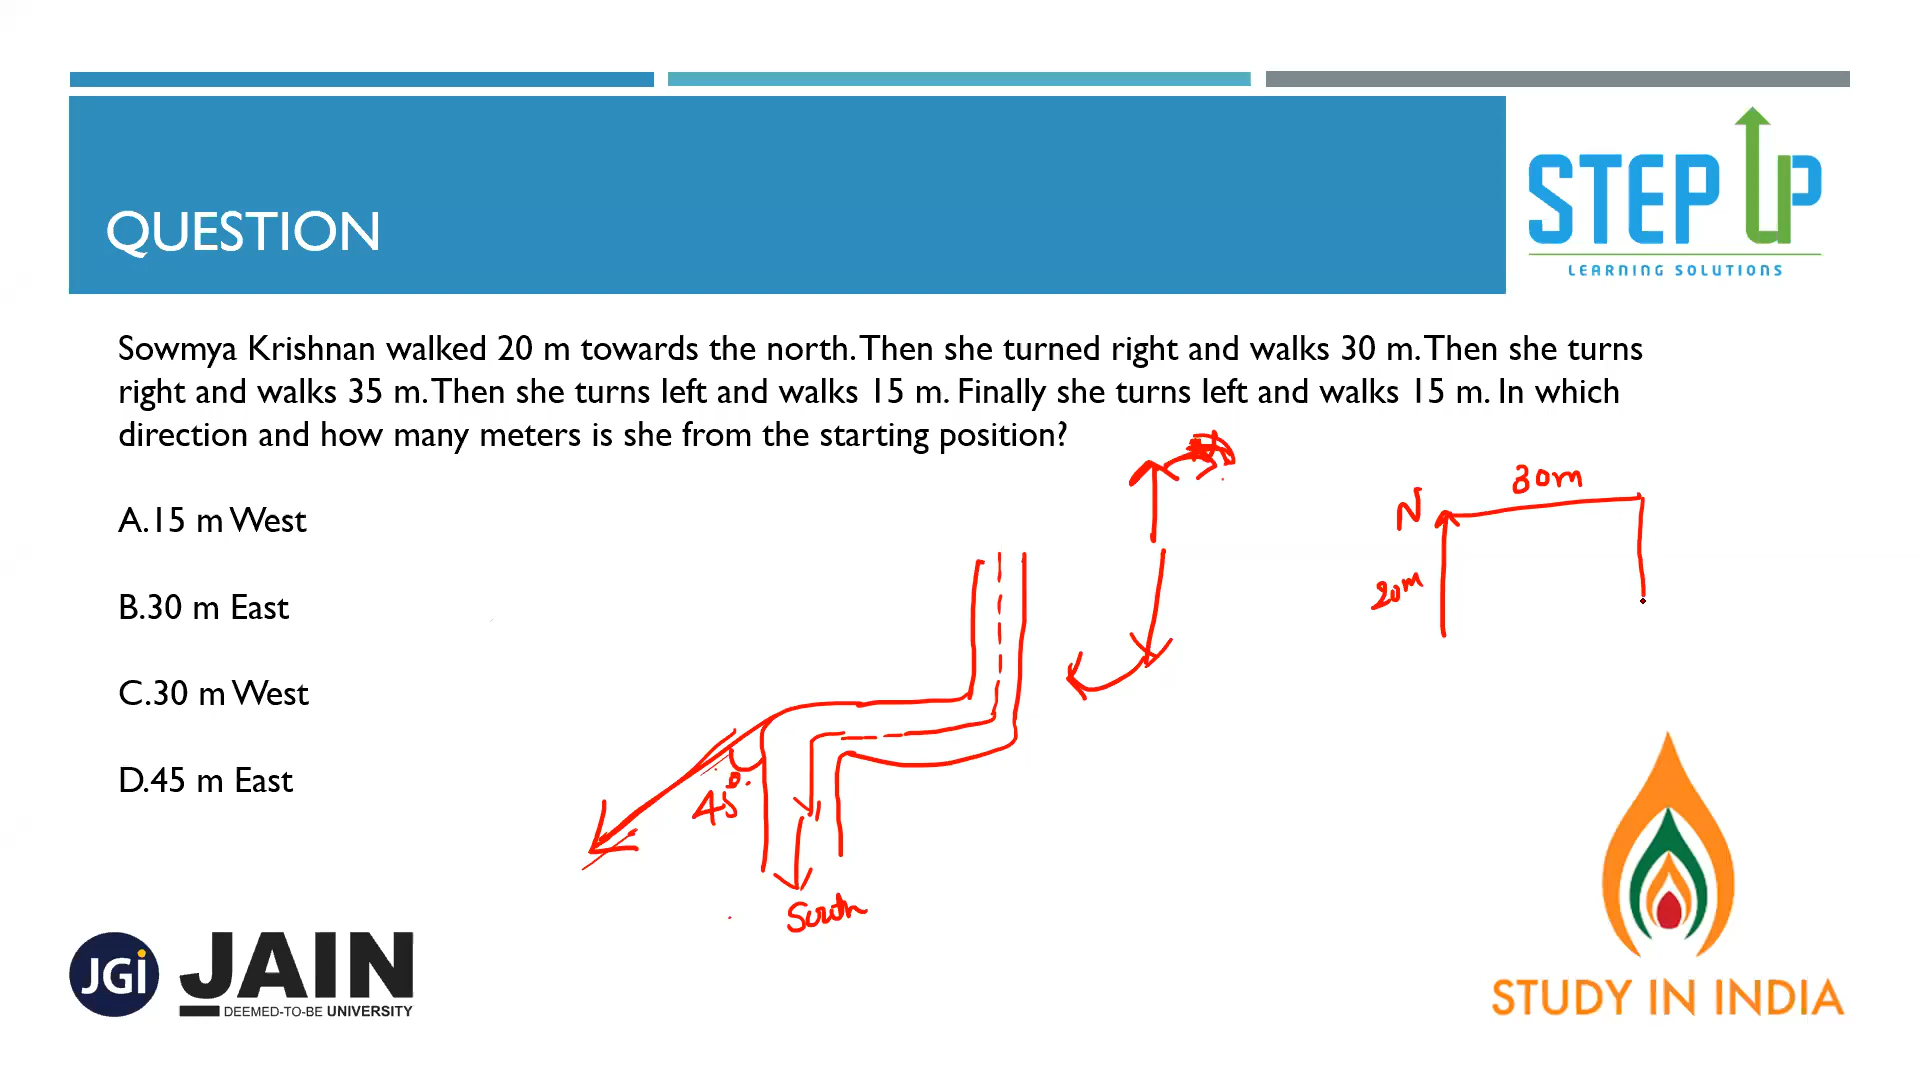 STEP UP
LEARNING SOLUTIONS
QUESTION
Sowmya Krishnan walked 20 m towards the north. Then she turned right and walks 30 m. Then she turns
right and walks 35 m. Then she turns left and walks 15 m. Finally she turns left and walks 15 m. In which
direction and how many meters is she from the starting position?
30m
N
A.15 m West
20m
B.30 m East
C.30 m West
D.45 m East
45°
South
JGi JAIN
DEEMED-TO-BE UNIVERSITY
STUDY IN INDIA